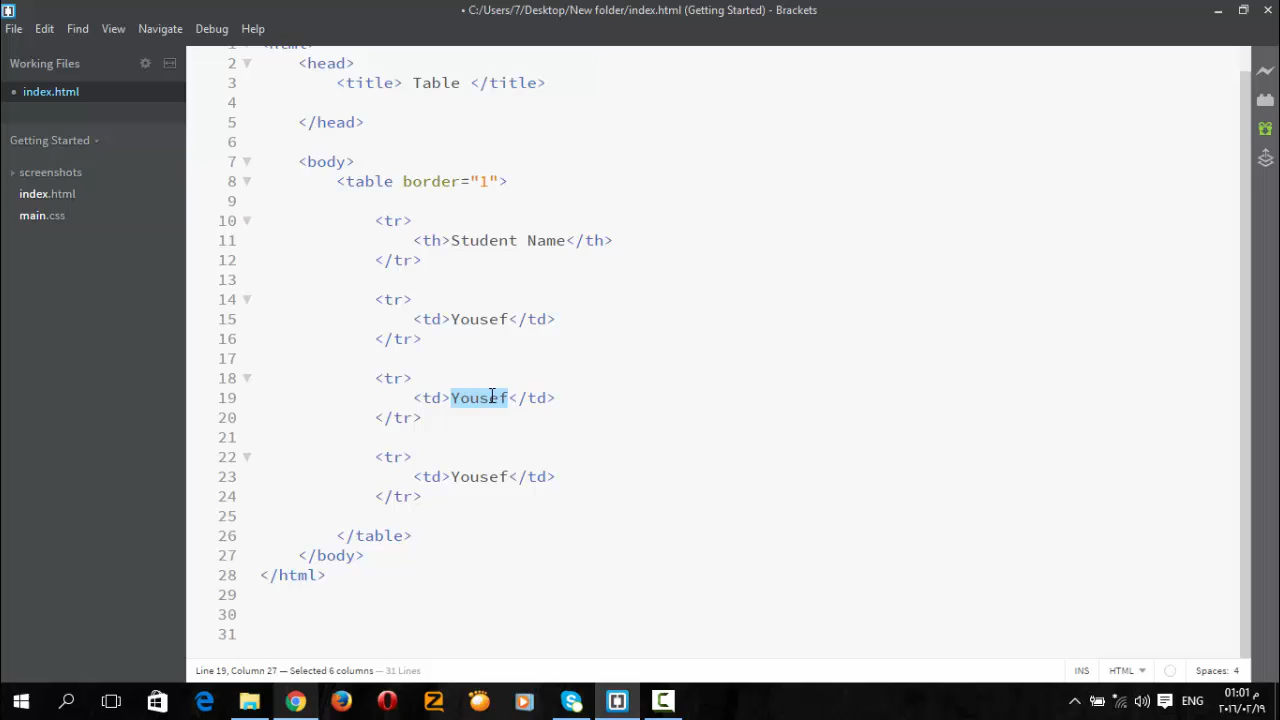 • C:/Users/7/Desktop/New folder/index.html (Getting Started) - Brackets
File Edit Find View Navigate Debug Help
Working Files
• index.html
Getting Started
screenshots
index.html
main.css
1 <html>
2 <head>
3 <title> Table </title>
4
5 </head>
6
7 <body>
8 <table border="1">
9
10 <tr>
11 <th>Student Name</th>
12 </tr>
13
14 <tr>
15 <td>Yousef</td>
16 </tr>
17
18 <tr>
19 <td>Yousef</td>
20 </tr>
21
22 <tr>
23 <td>Yousef</td>
24 </tr>
25
26 </table>
27 </body>
28 </html>
29
30
31
Line 19, Column 27 — Selected 6 columns — 31 Lines
INS HTML Spaces: 4
ENG
01:01 م
٢٠١٦/٠٢/١٩